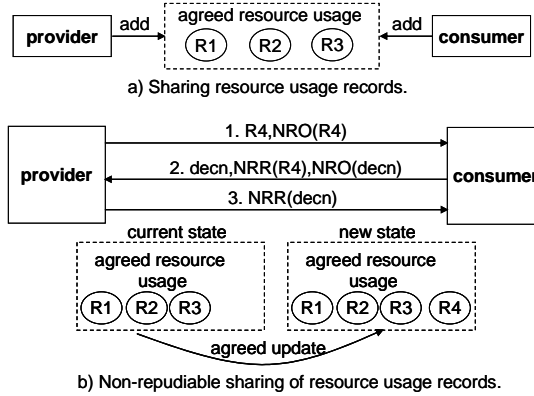 agreed resource usage
provider
add
R1 R2 R3
add
consumer
a) Sharing resource usage records.
1. R4,NRO(R4)
provider
2. decn,NRR(R4),NRO(decn)
consumer
3. NRR(decn)
current state
new state
agreed resource
usage
R1 R2 R3
agreed resource
usage
R1 R2 R3 R4
agreed update
b) Non-repudiable sharing of resource usage records.